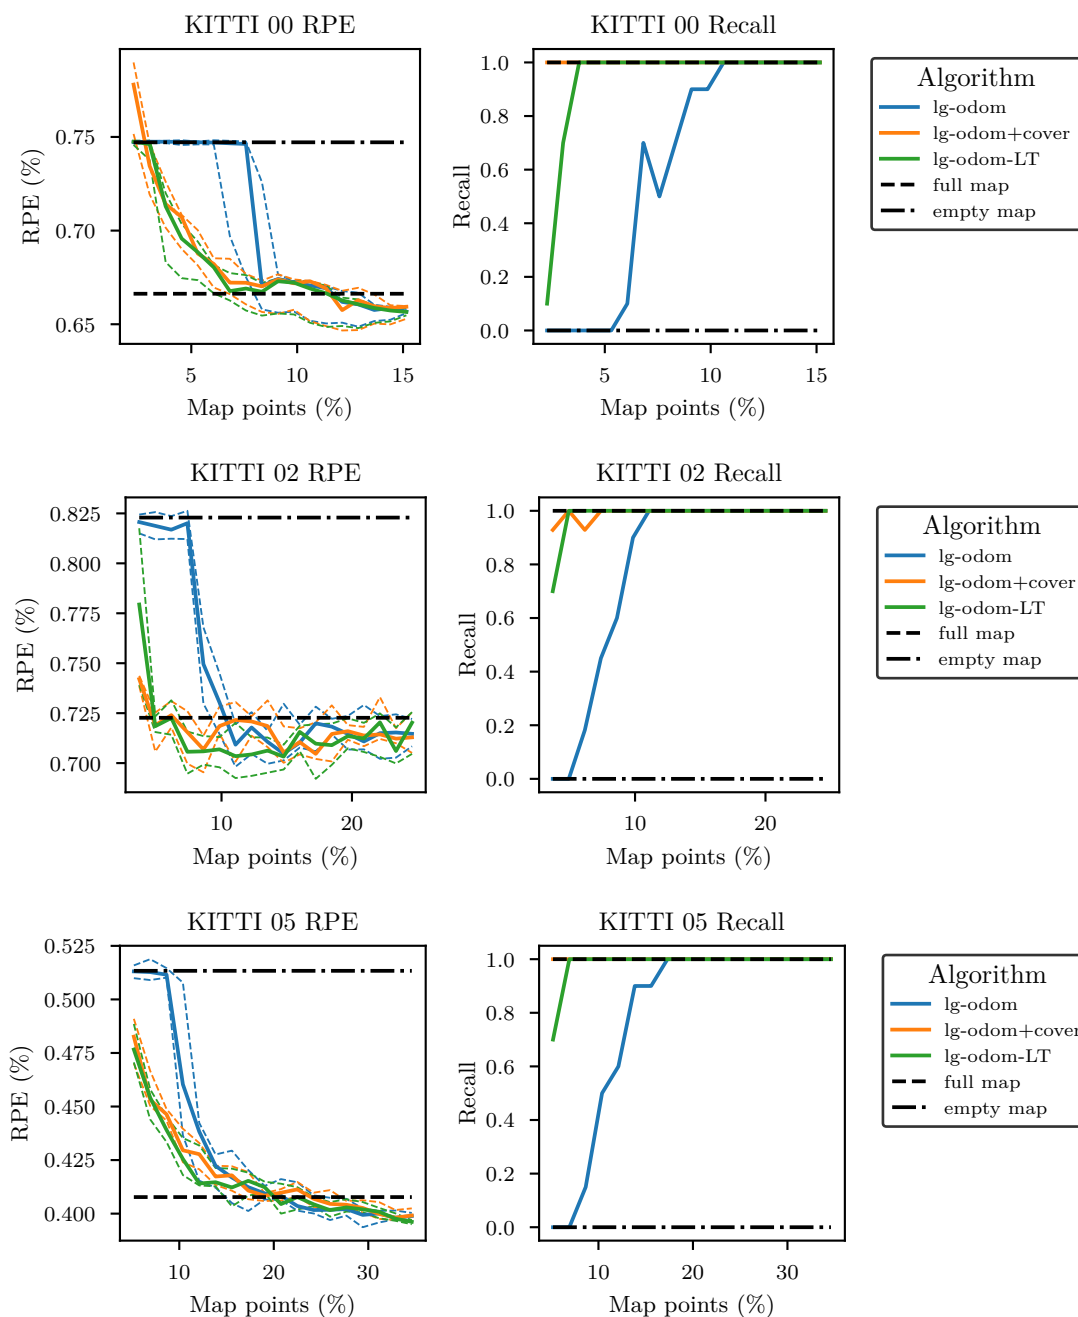 KITTI 00 RPE
KITTI 00 Recall
0.75
0.70
0.65
RPE (%)
5
10
15
Map points (%)
1.0
0.8
0.6
0.4
0.2
0.0
Recall
5
10
15
Map points (%)
Algorithm
lg-odom
lg-odom+cover
lg-odom-LT
full map
empty map
KITTI 02 RPE
KITTI 02 Recall
0.825
0.800
0.775
0.750
0.725
0.700
RPE (%)
10
20
Map points (%)
1.0
0.8
0.6
0.4
0.2
0.0
Recall
10
20
Map points (%)
Algorithm
lg-odom
lg-odom+cover
lg-odom-LT
full map
empty map
KITTI 05 RPE
KITTI 05 Recall
0.525
0.500
0.475
0.450
0.425
0.400
RPE (%)
10
20
30
Map points (%)
1.0
0.8
0.6
0.4
0.2
0.0
Recall
10
20
30
Map points (%)
Algorithm
lg-odom
lg-odom+cover
lg-odom-LT
full map
empty map